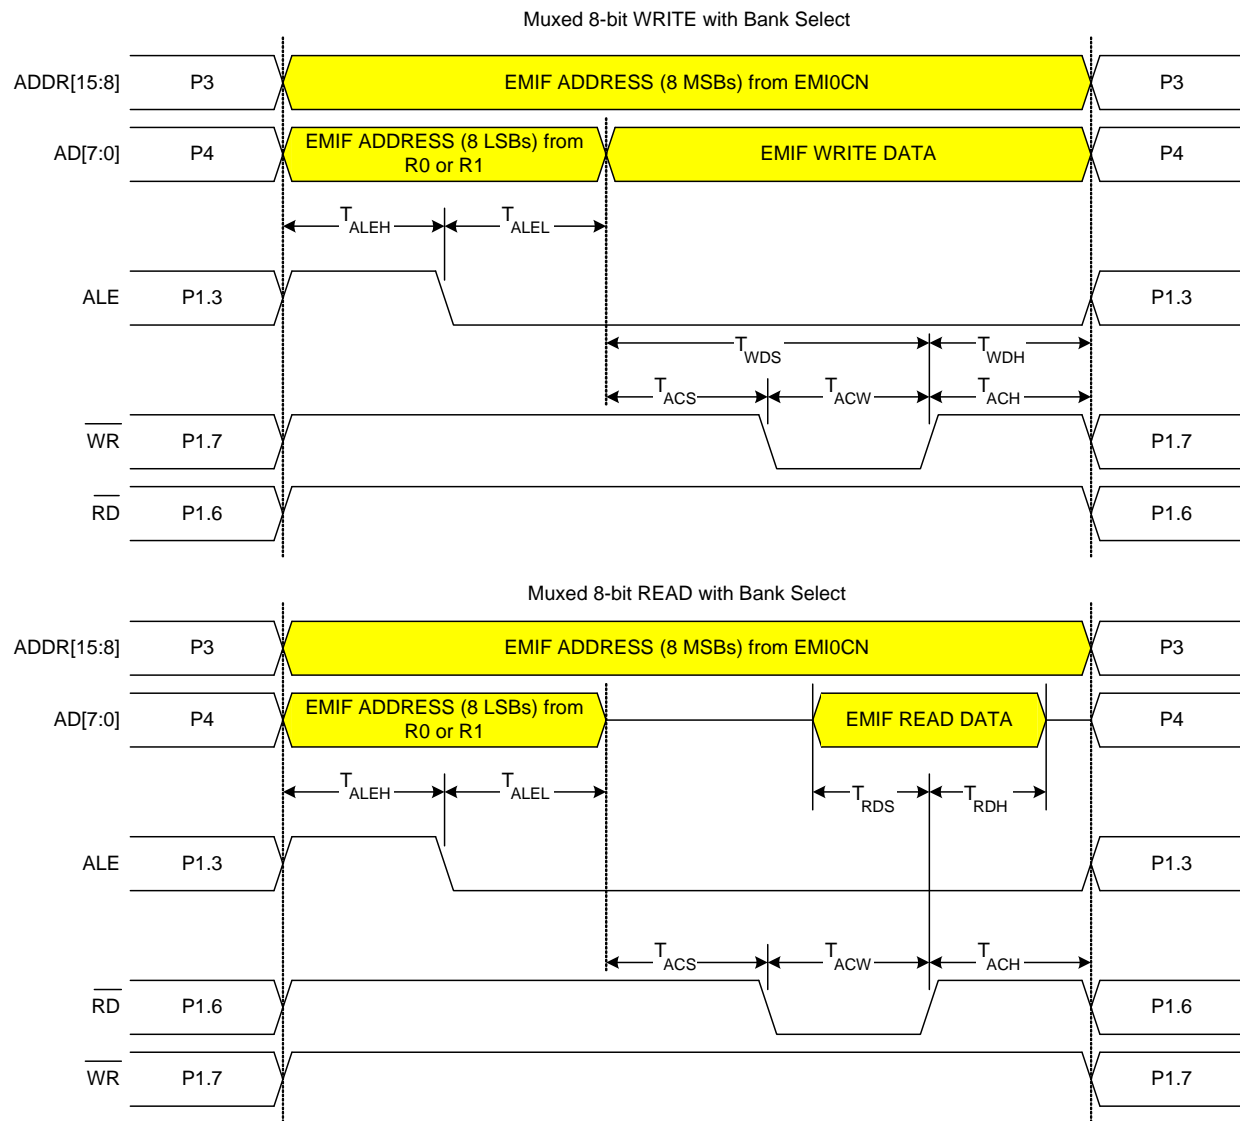 Muxed 8-bit WRITE with Bank Select
ADDR[15:8] P3 EMIF ADDRESS (8 MSBs) from EMI0CN P3
AD[7:0] P4 EMIF ADDRESS (8 LSBs) from
R0 or R1 EMIF WRITE DATA P4
TALEH TALEL
ALE P1.3 P1.3
TWDS TWDH
TACS TACW TACH
WR P1.7 P1.7
RD P1.6 P1.6
Muxed 8-bit READ with Bank Select
ADDR[15:8] P3 EMIF ADDRESS (8 MSBs) from EMI0CN P3
AD[7:0] P4 EMIF ADDRESS (8 LSBs) from
R0 or R1 EMIF READ DATA P4
TALEH TALEL TRDS TRDH
ALE P1.3 P1.3
TACS TACW TACH
RD P1.6 P1.6
WR P1.7 P1.7